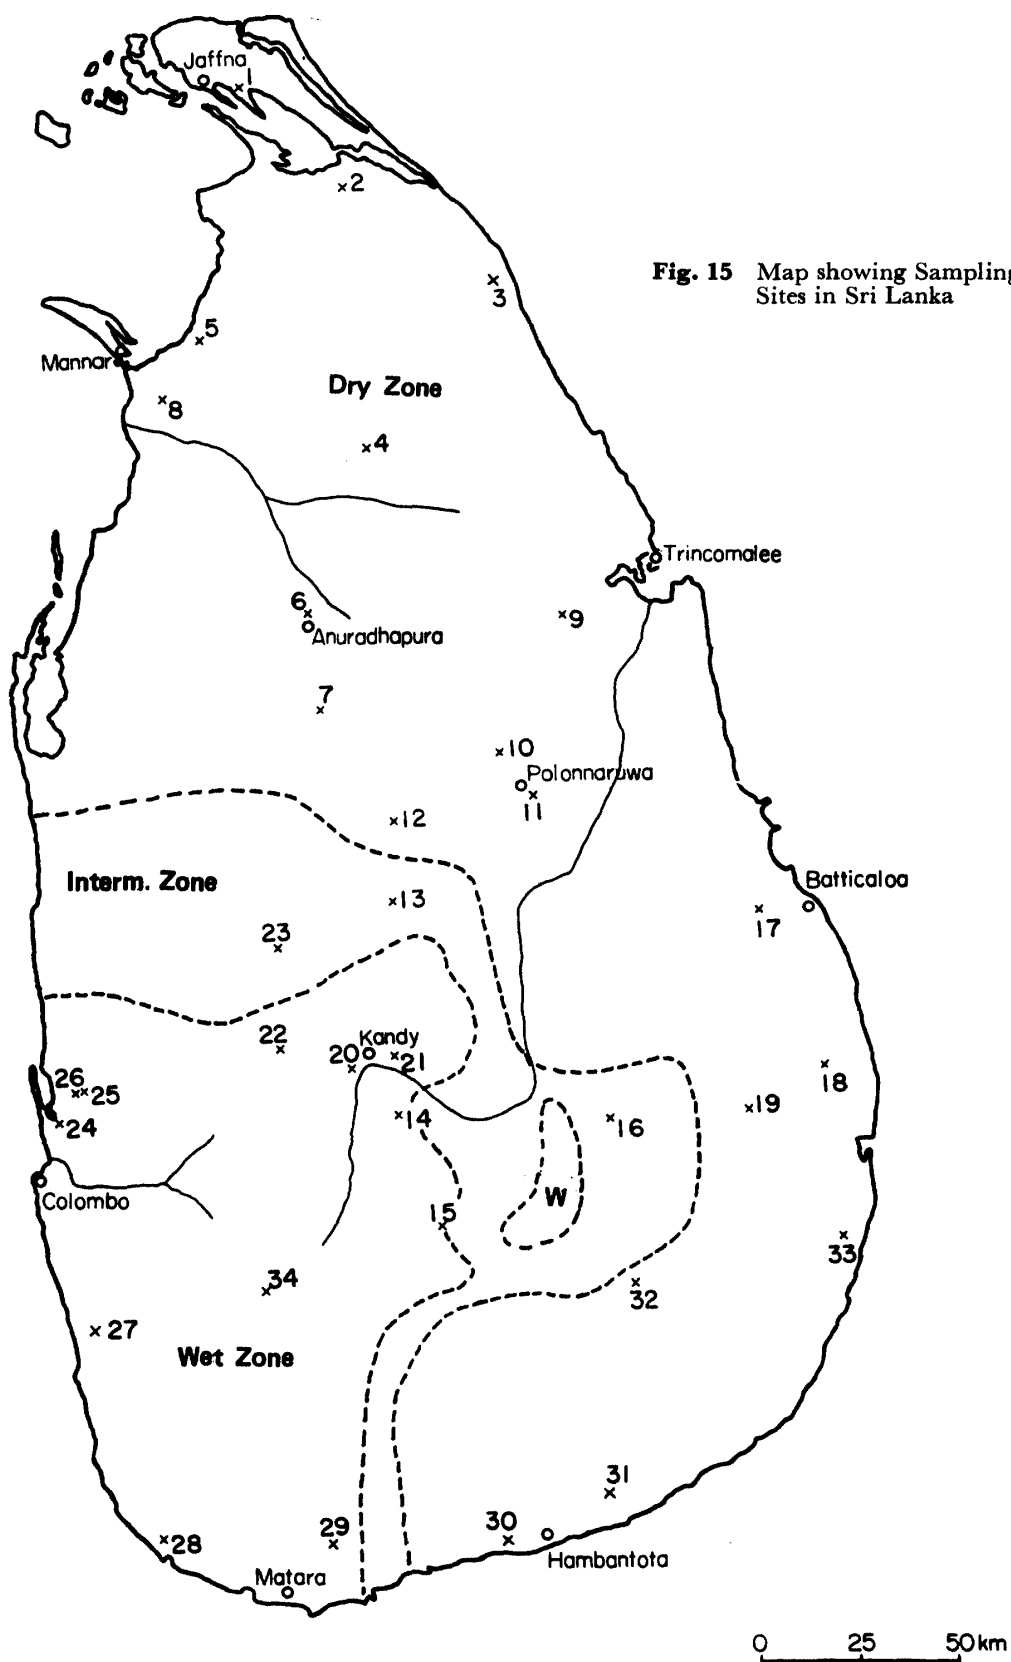 Jaffna
1
2
3
Fig. 15 Map showing Sampling
Sites in Sri Lanka
5
Mannar
Dry Zone
8
4
Trincomalee
6
9
Anuradhapura
7
10
Polonnaruwa
11
12
Interm. Zone
Batticaloa
13
17
23
22
Kandy
20
21
26
25
18
24
14
19
16
Colombo
W
15
33
34
32
27
Wet Zone
31
29
30
28
Hambantota
Matara
0 25 50 km